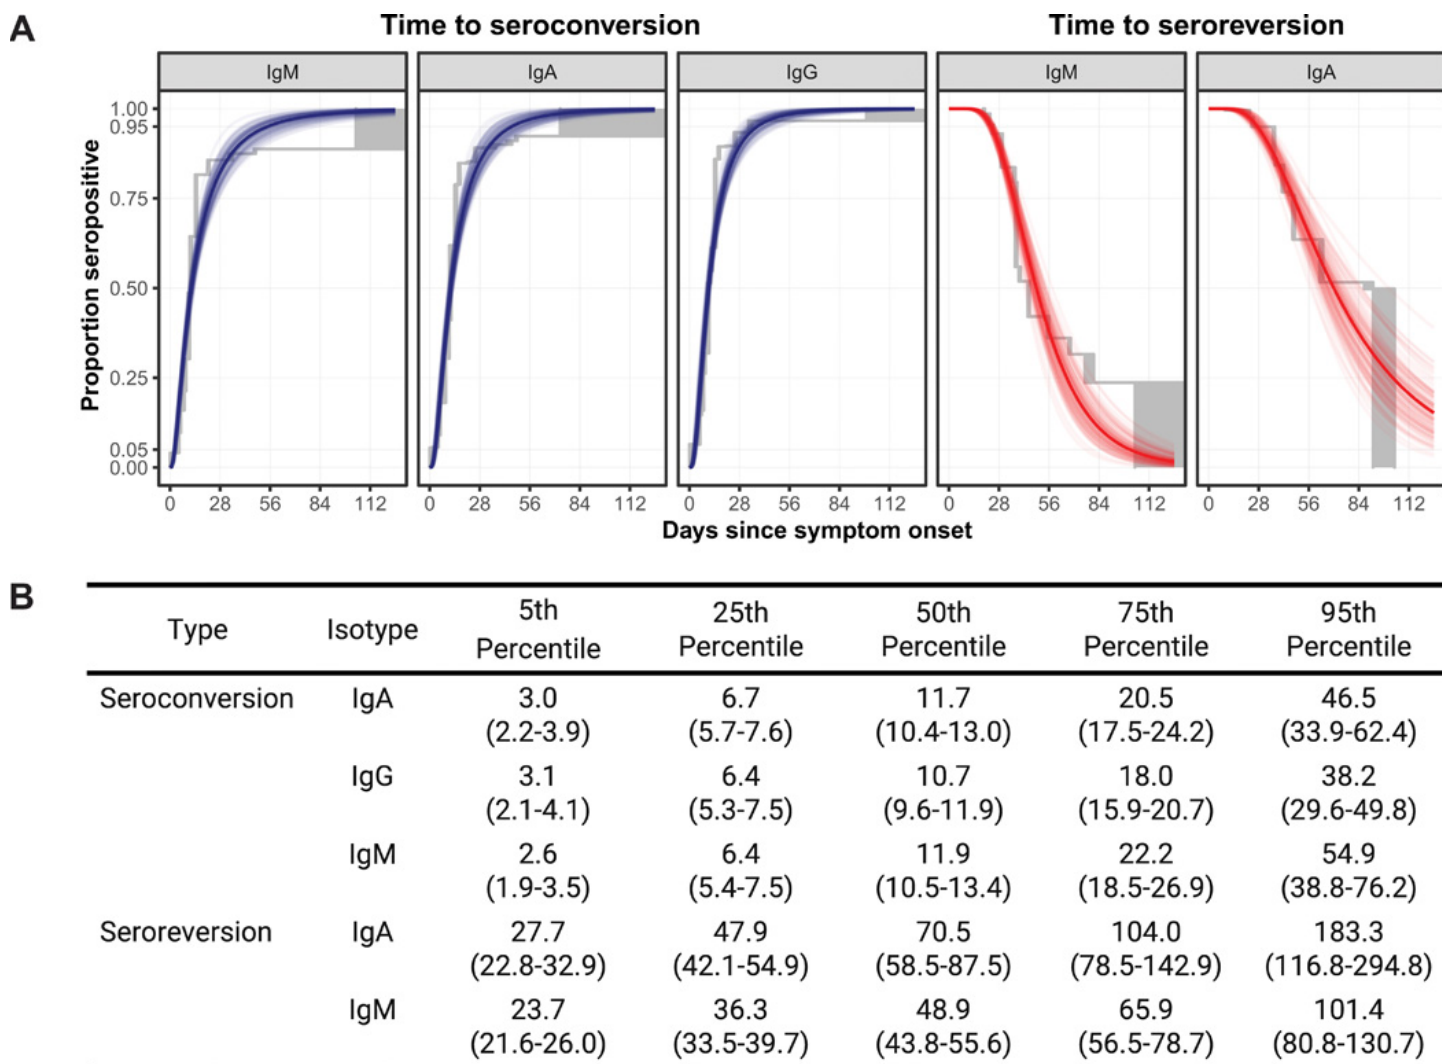 A
Time to seroconversion
Time to seroreversion
IgM
IgA
IgG
IgM
IgA
Proportion seropositive
1.00
0.95
0.75
0.50
0.25
0.05
0.00
0 28 56 84 112
0 28 56 84 112
0 28 56 84 112
0 28 56 84 112
0 28 56 84 112
Days since symptom onset
B
Type Isotype 5th Percentile 25th Percentile 50th Percentile 75th Percentile 95th Percentile
Seroconversion IgA 3.0 6.7 11.7 20.5 46.5
(2.2-3.9) (5.7-7.6) (10.4-13.0) (17.5-24.2) (33.9-62.4)
IgG 3.1 6.4 10.7 18.0 38.2
(2.1-4.1) (5.3-7.5) (9.6-11.9) (15.9-20.7) (29.6-49.8)
IgM 2.6 6.4 11.9 22.2 54.9
(1.9-3.5) (5.4-7.5) (10.5-13.4) (18.5-26.9) (38.8-76.2)
Seroreversion IgA 27.7 47.9 70.5 104.0 183.3
(22.8-32.9) (42.1-54.9) (58.5-87.5) (78.5-142.9) (116.8-294.8)
IgM 23.7 36.3 48.9 65.9 101.4
(21.6-26.0) (33.5-39.7) (43.8-55.6) (56.5-78.7) (80.8-130.7)